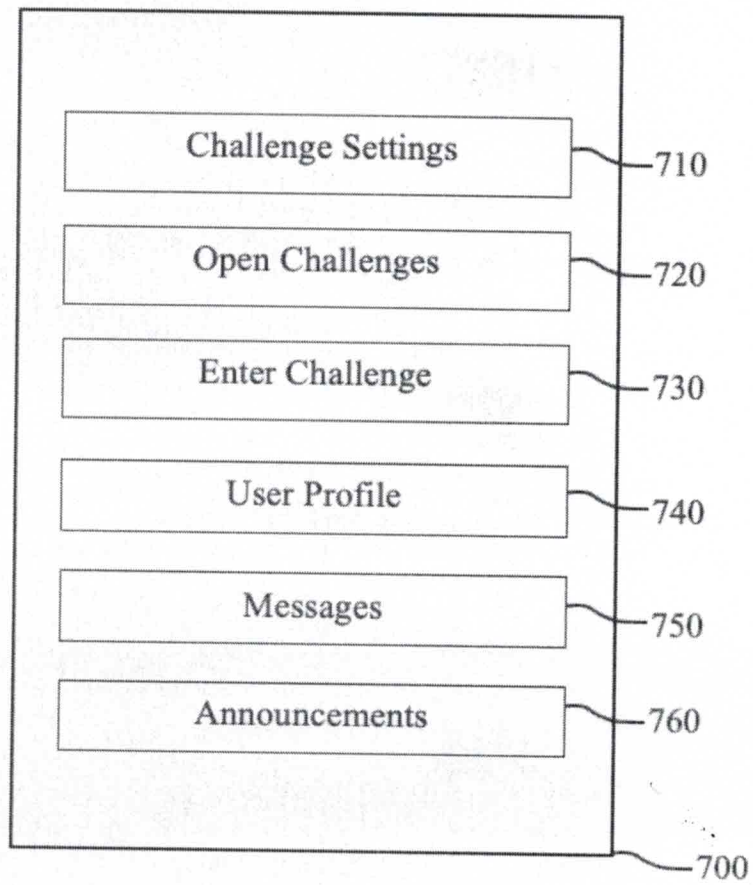 Challenge Settings
710
Open Challenges
720
Enter Challenge
730
User Profile
740
Messages
750
Announcements
760
700